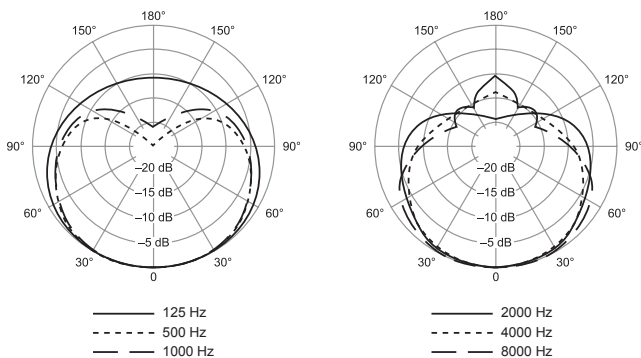 180°
150° 150°
120° 120°
90° 90°
–20 dB
–15 dB
60° 60°
–10 dB
–5 dB
30° 30°
0
125 Hz
500 Hz
1000 Hz
180°
150° 150°
120° 120°
90° 90°
–20 dB
–15 dB
60° 60°
–10 dB
–5 dB
30° 30°
0
2000 Hz
4000 Hz
8000 Hz